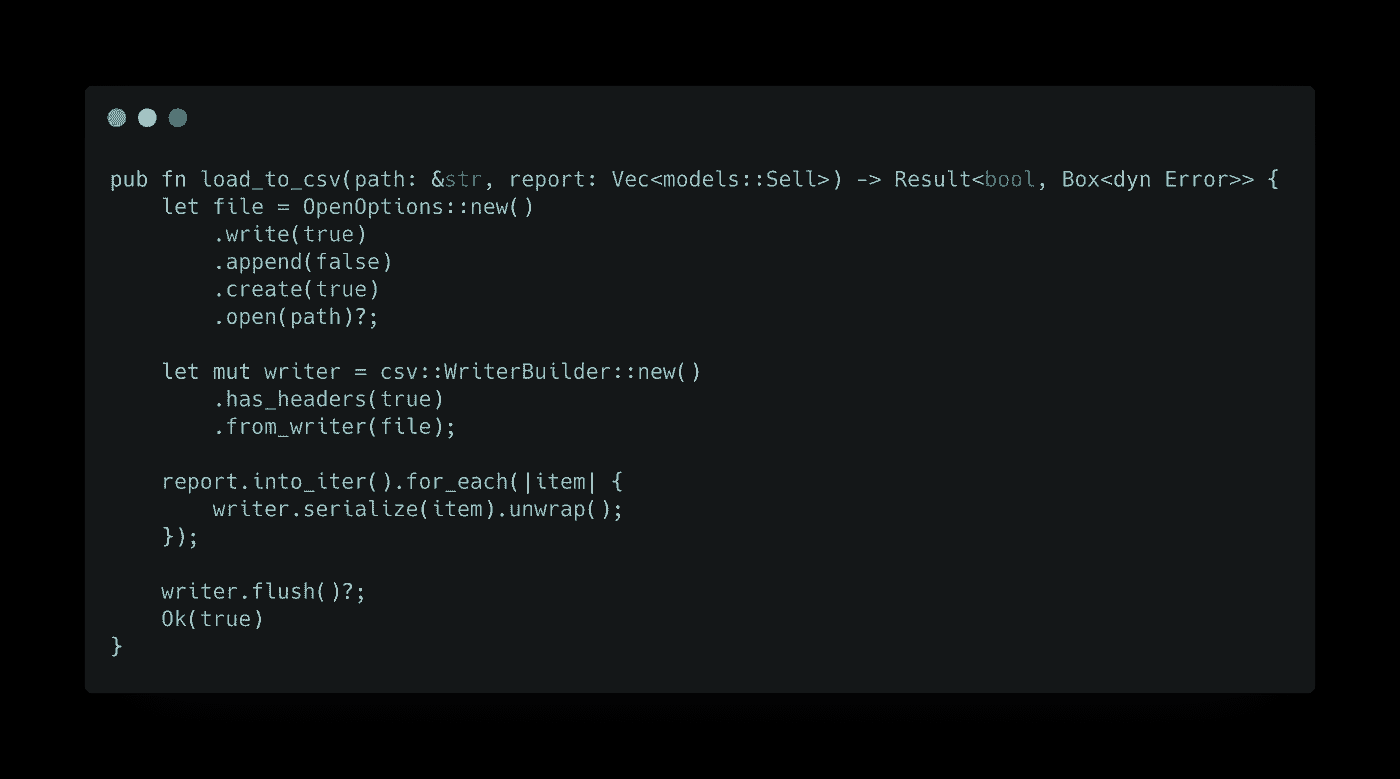 pub fn load_to_csv(path: &str, report: Vec<models::Sell>) -> Result<bool, Box<dyn Error>> {
    let file = OpenOptions::new()
        .write(true)
        .append(false)
        .create(true)
        .open(path)?;

    let mut writer = csv::WriterBuilder::new()
        .has_headers(true)
        .from_writer(file);

    report.into_iter().for_each(|item| {
        writer.serialize(item).unwrap();
    });

    writer.flush()?;
    Ok(true)
}